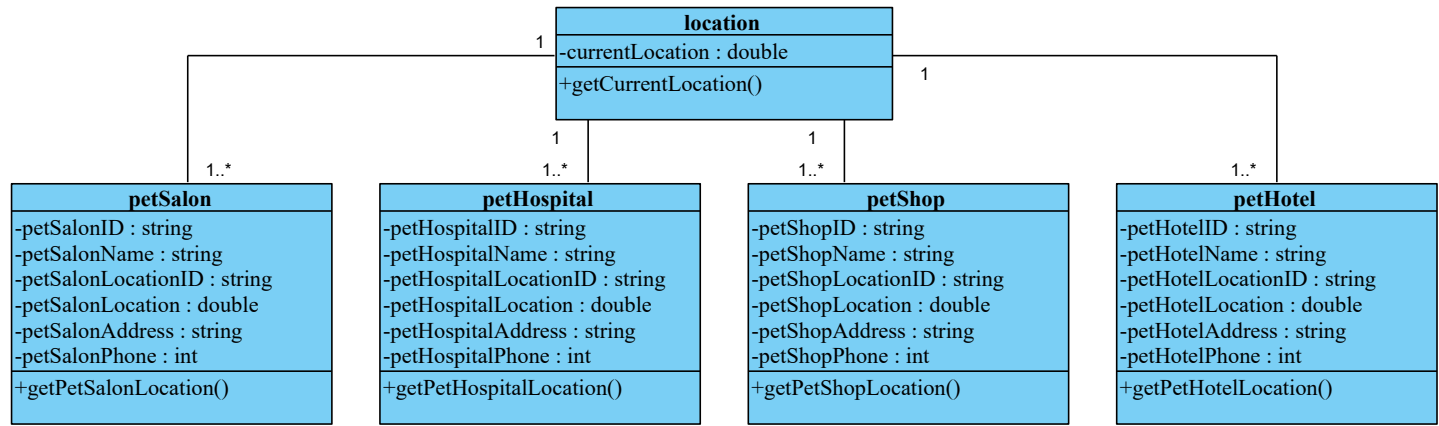 location
-currentLocation : double
+getCurrentLocation()
1
1
1
1
1..*
1..*
1..*
1..*
petSalon
-petSalonID : string
-petSalonName : string
-petSalonLocationID : string
-petSalonLocation : double
-petSalonAddress : string
-petSalonPhone : int
+getPetSalonLocation()
petHospital
-petHospitalID : string
-petHospitalName : string
-petHospitalLocationID : string
-petHospitalLocation : double
-petHospitalAddress : string
-petHospitalPhone : int
+getPetHospitalLocation()
petShop
-petShopID : string
-petShopName : string
-petShopLocationID : string
-petShopLocation : double
-petShopAddress : string
-petShopPhone : int
+getPetShopLocation()
petHotel
-petHotelID : string
-petHotelName : string
-petHotelLocationID : string
-petHotelLocation : double
-petHotelAddress : string
-petHotelPhone : int
+getPetHotelLocation()